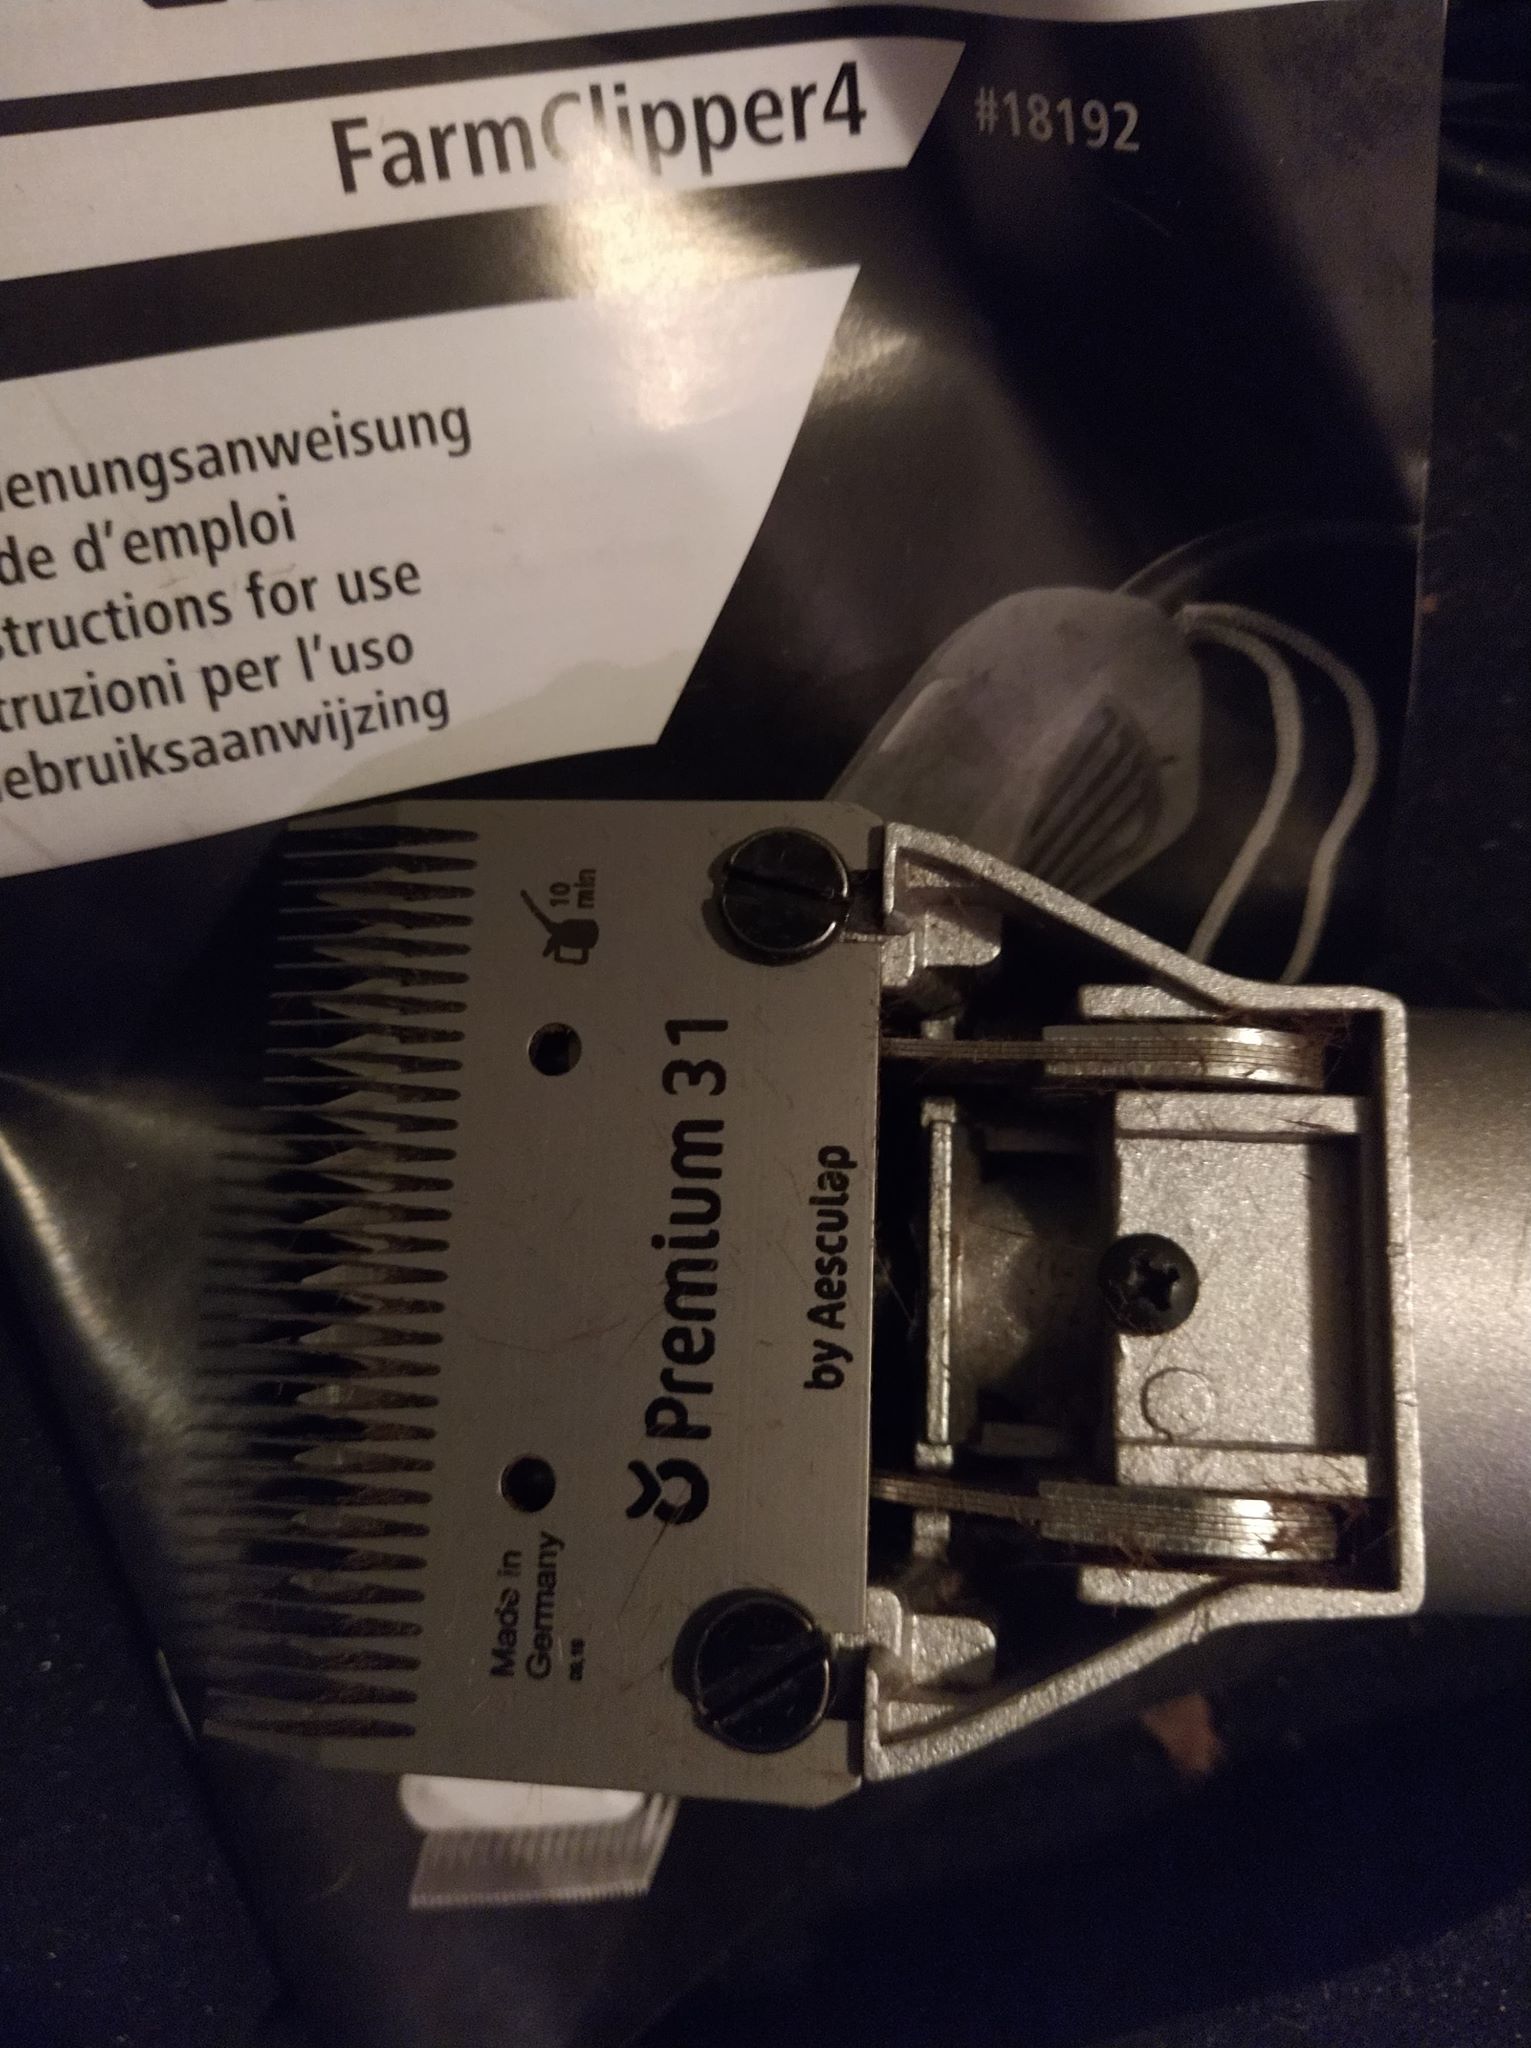 FarmClipper4
#18192
ienungsanweisung
de d'emploi
structions for use
truzioni per l'uso
ebruiksaanwijzing
10
min
Premium 31
by Aesculap
Made in
Germany